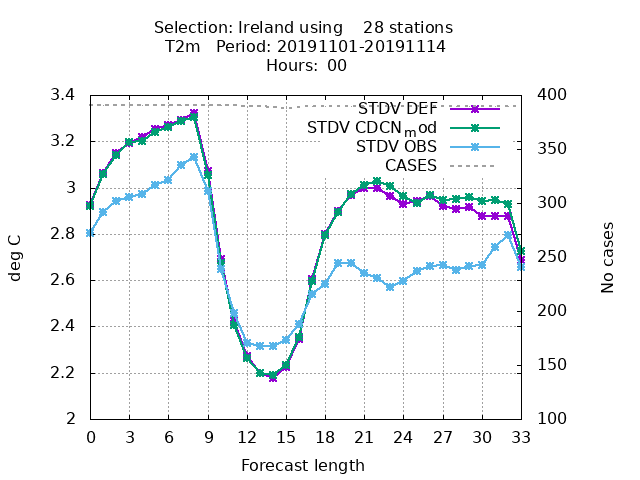 Selection: Ireland using 28 stations
T2m Period: 20191101-20191114
Hours: 00
STDV DEF
STDV CDCN_mod
STDV OBS
CASES
deg C
3.4
3.2
3
2.8
2.6
2.4
2.2
2
No cases
400
350
300
250
200
150
100
0 3 6 9 12 15 18 21 24 27 30 33
Forecast length